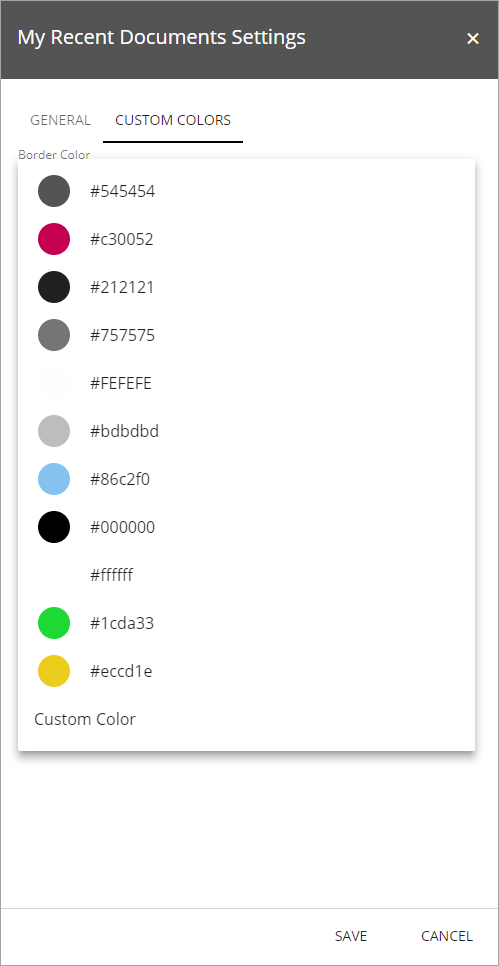 My Recent Documents Settings
GENERAL CUSTOM COLORS
Border Color
#545454
#c30052
#212121
#757575
#FEFEFE
#bdbdbd
#86c2f0
#000000
#ffffff
#1cda33
#eccd1e
Custom Color
SAVE CANCEL